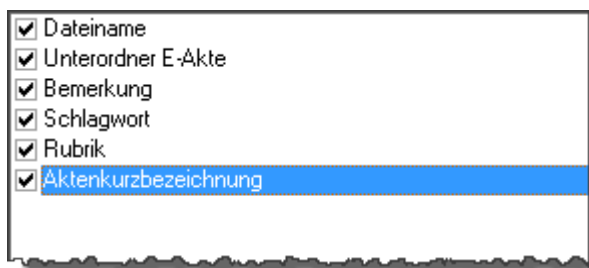 Dateiname
Unterordner E-Akte
Bemerkung
Schlagwort
Rubrik
Aktenkurzbezeichnung